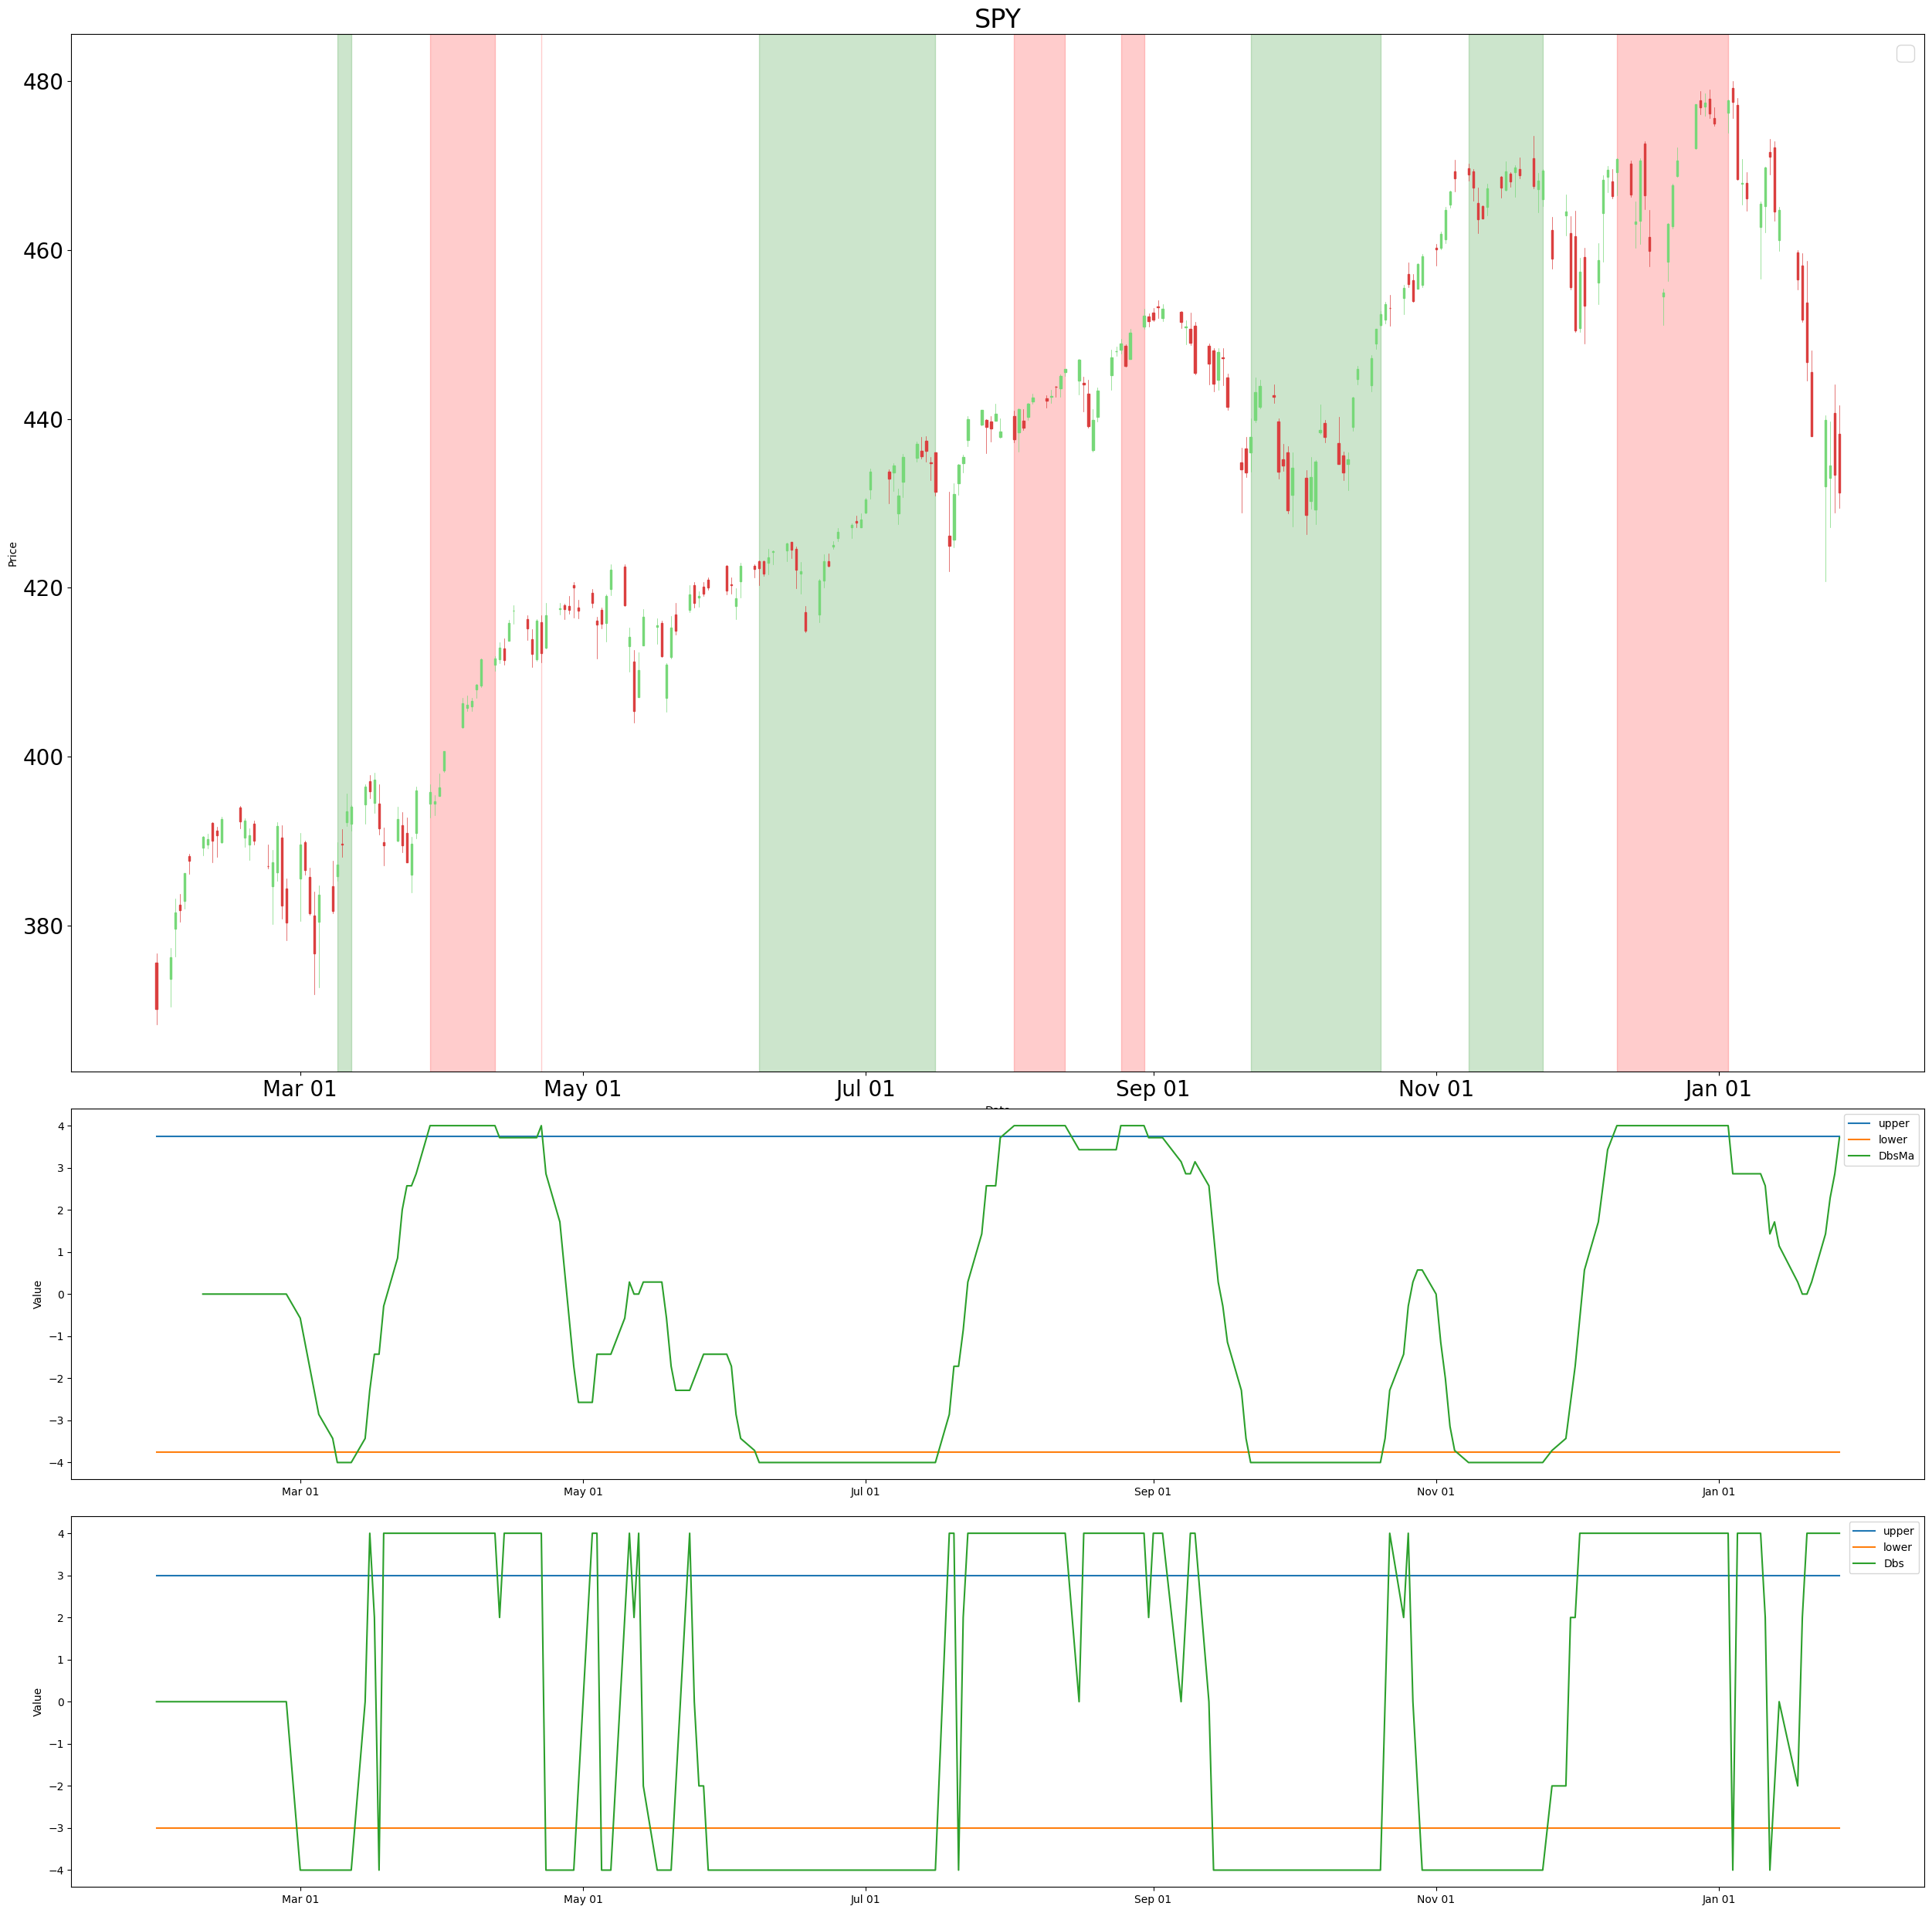 SPY
480
460
440
420
400
380
Price
Mar 01
May 01
Jul 01
Sep 01
Nov 01
Jan 01
4
3
2
1
0
−1
−2
−3
−4
Value
upper
lower
DbsMa
Mar 01
May 01
Jul 01
Sep 01
Nov 01
Jan 01
4
3
2
1
0
−1
−2
−3
−4
Value
upper
lower
Dbs
Mar 01
May 01
Jul 01
Sep 01
Nov 01
Jan 01